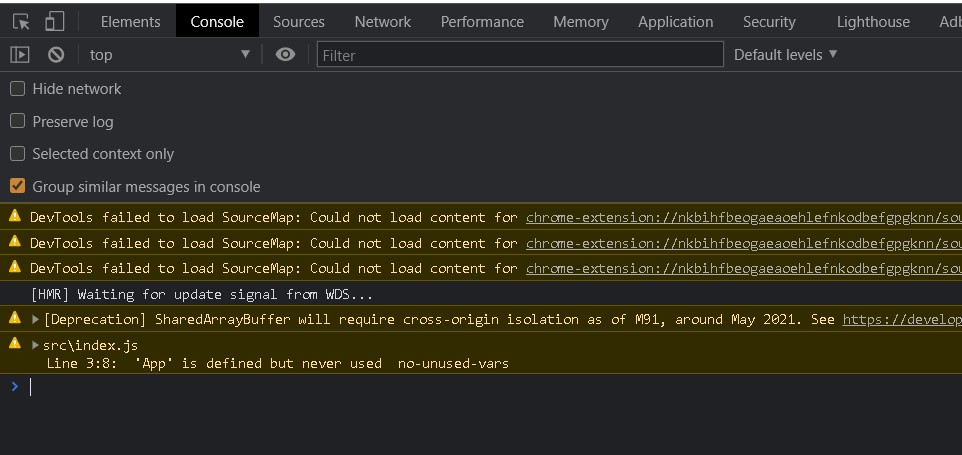 Elements Console Sources Network Performance Memory Application Security Lighthouse
top Filter Default levels
Hide network
Preserve log
Selected context only
Group similar messages in console
DevTools failed to load SourceMap: Could not load content for chrome-extension://nkbihfbeogaeaoehlefnkodbefgpgknn/sou
DevTools failed to load SourceMap: Could not load content for chrome-extension://nkbihfbeogaeaoehlefnkodbefgpgknn/sou
DevTools failed to load SourceMap: Could not load content for chrome-extension://nkbihfbeogaeaoehlefnkodbefgpgknn/sou
[HMR] Waiting for update signal from WDS...
[Deprecation] SharedArrayBuffer will require cross-origin isolation as of M91, around May 2021. See https://develop
src\index.js
Line 3:8: 'App' is defined but never used no-unused-vars